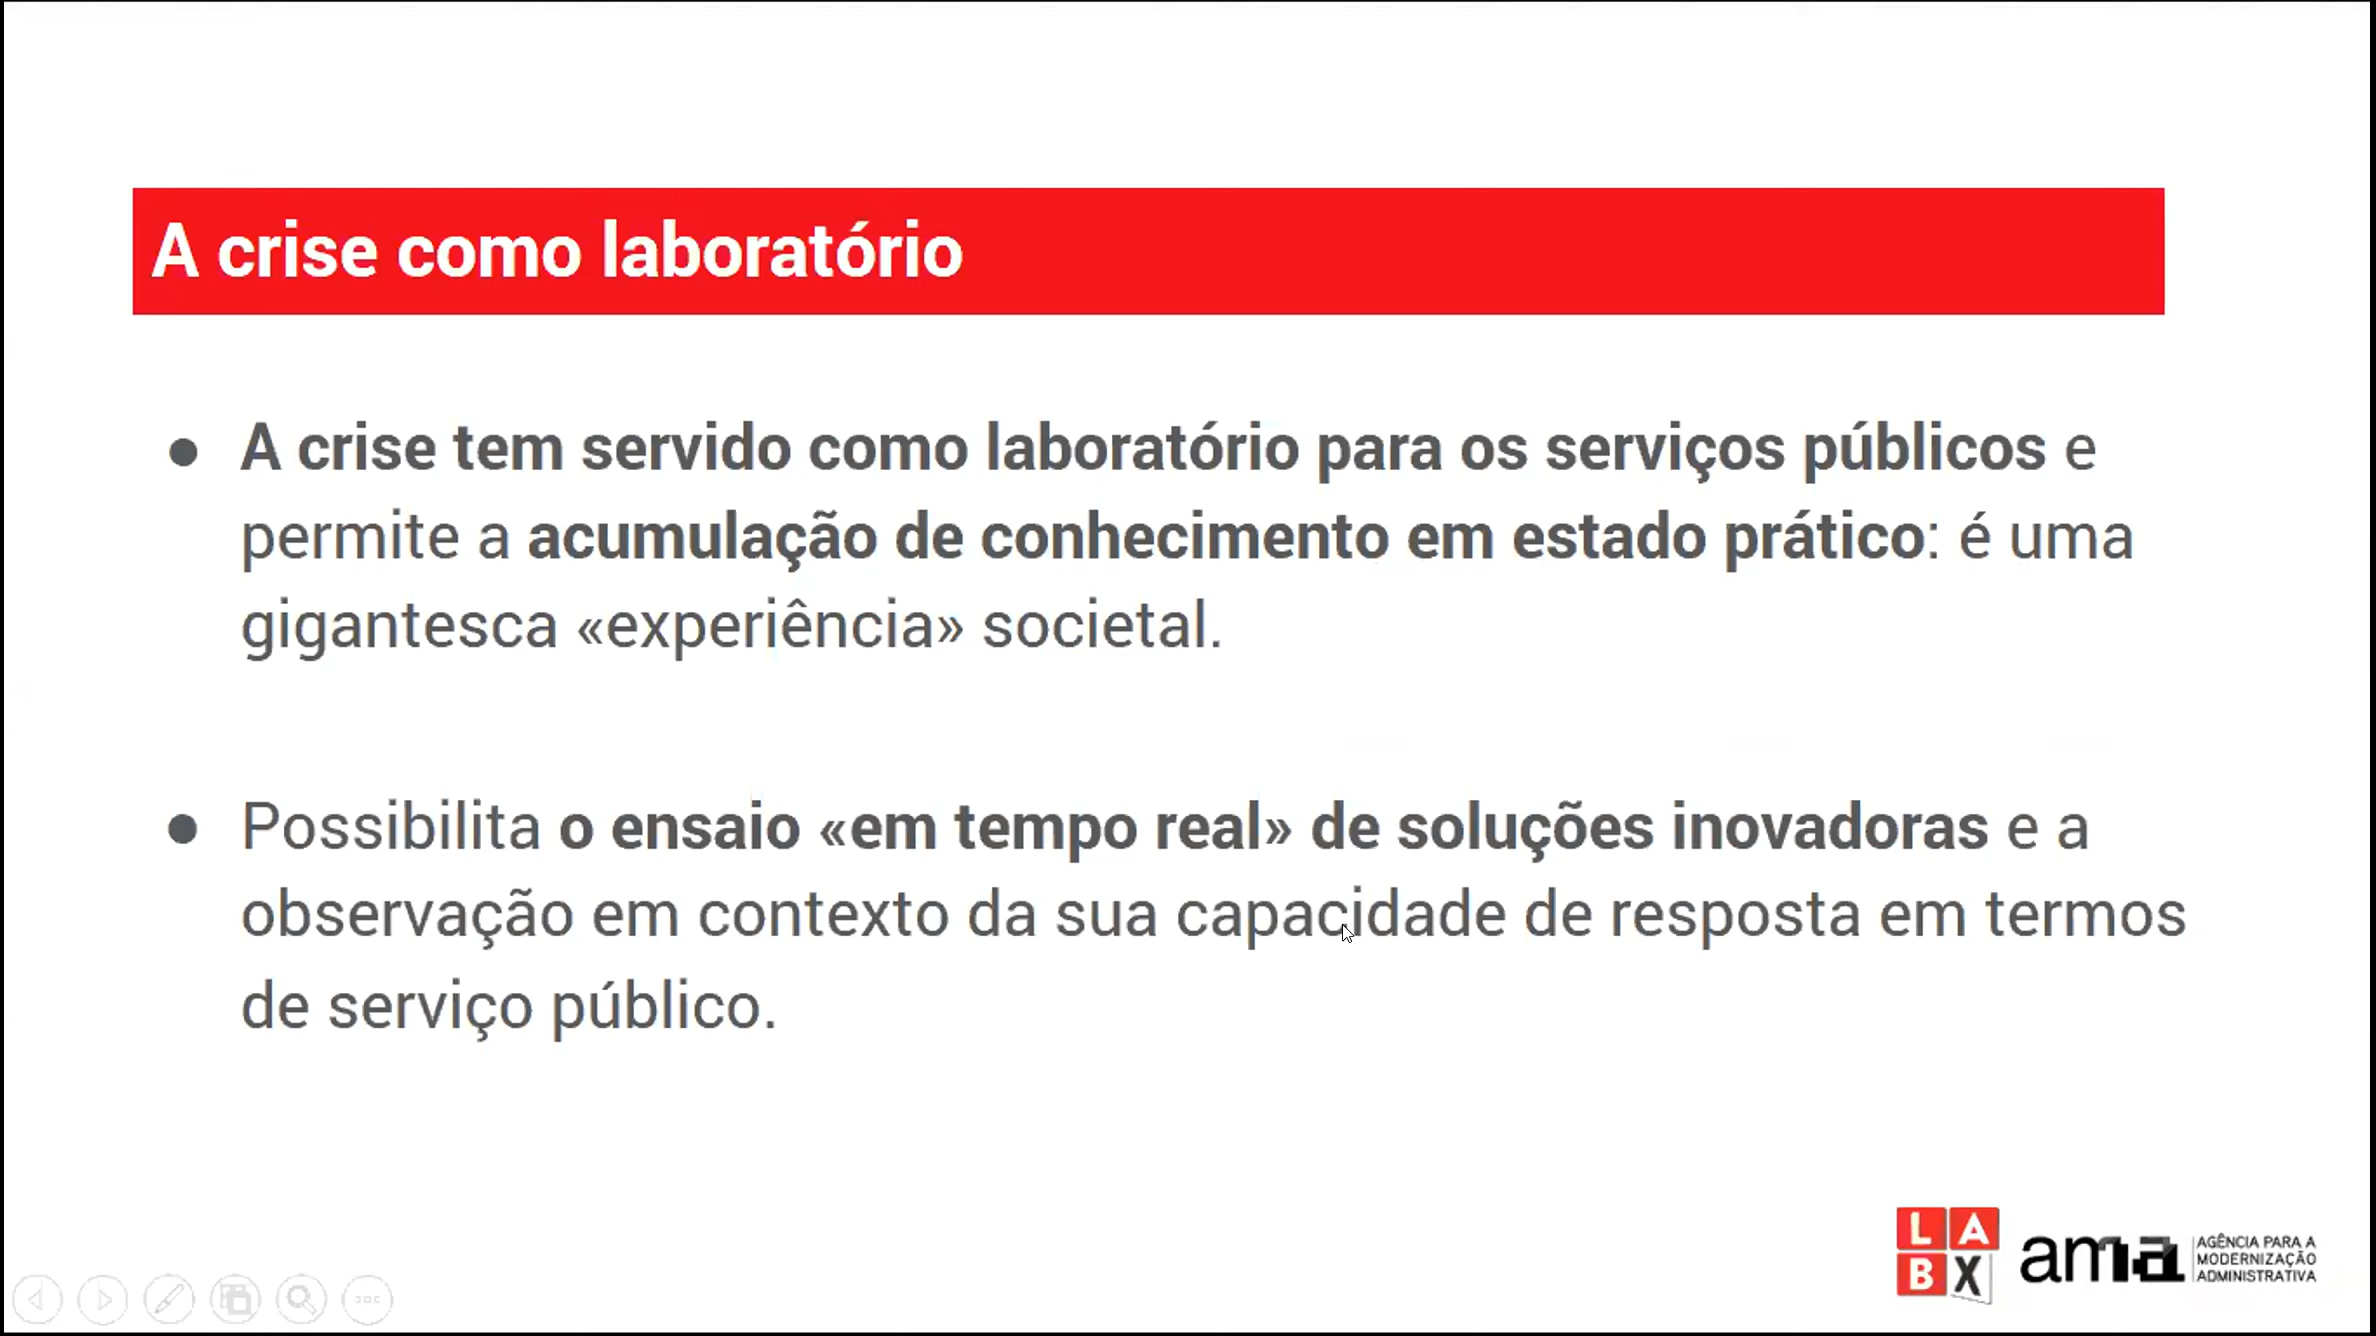 A crise como laboratório
● A crise tem servido como laboratório para os serviços públicos e
permite a acumulação de conhecimento em estado prático: é uma
gigantesca «experiência» societal.
● Possibilita o ensaio «em tempo real» de soluções inovadoras e a
observação em contexto da sua capacidade de resposta em termos
de serviço público.
LA
BX
ama
AGÊNCIA PARA A
MODERNIZAÇÃO
ADMINISTRATIVA